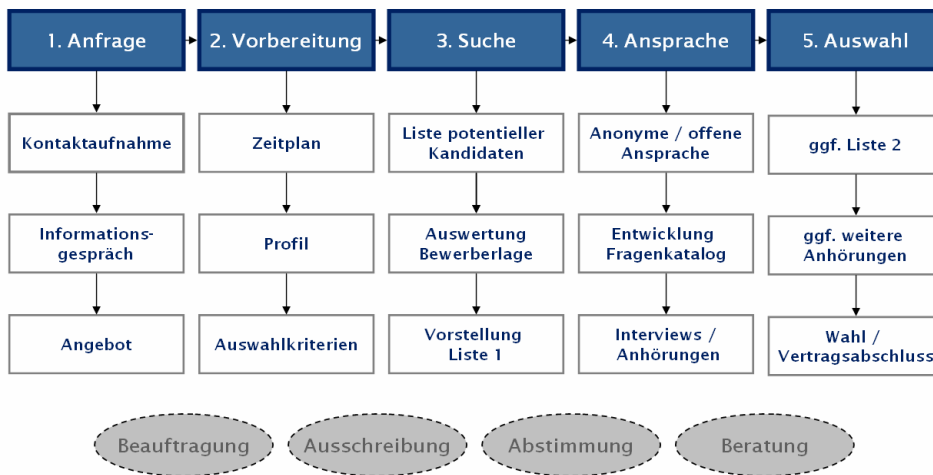 1. Anfrage
2. Vorbereitung
3. Suche
4. Ansprache
5. Auswahl
Kontaktaufnahme
Zeitplan
Liste potentieller
Kandidaten
Anonyme / offene
Ansprache
ggf. Liste 2
Informations-
gespräch
Profil
Auswertung
Bewerberlage
Entwicklung
Fragenkatalog
ggf. weitere
Anhörungen
Angebot
Auswahlkriterien
Vorstellung
Liste 1
Interviews /
Anhörungen
Wahl /
Vertragsabschluss
Beauftragung
Ausschreibung
Abstimmung
Beratung